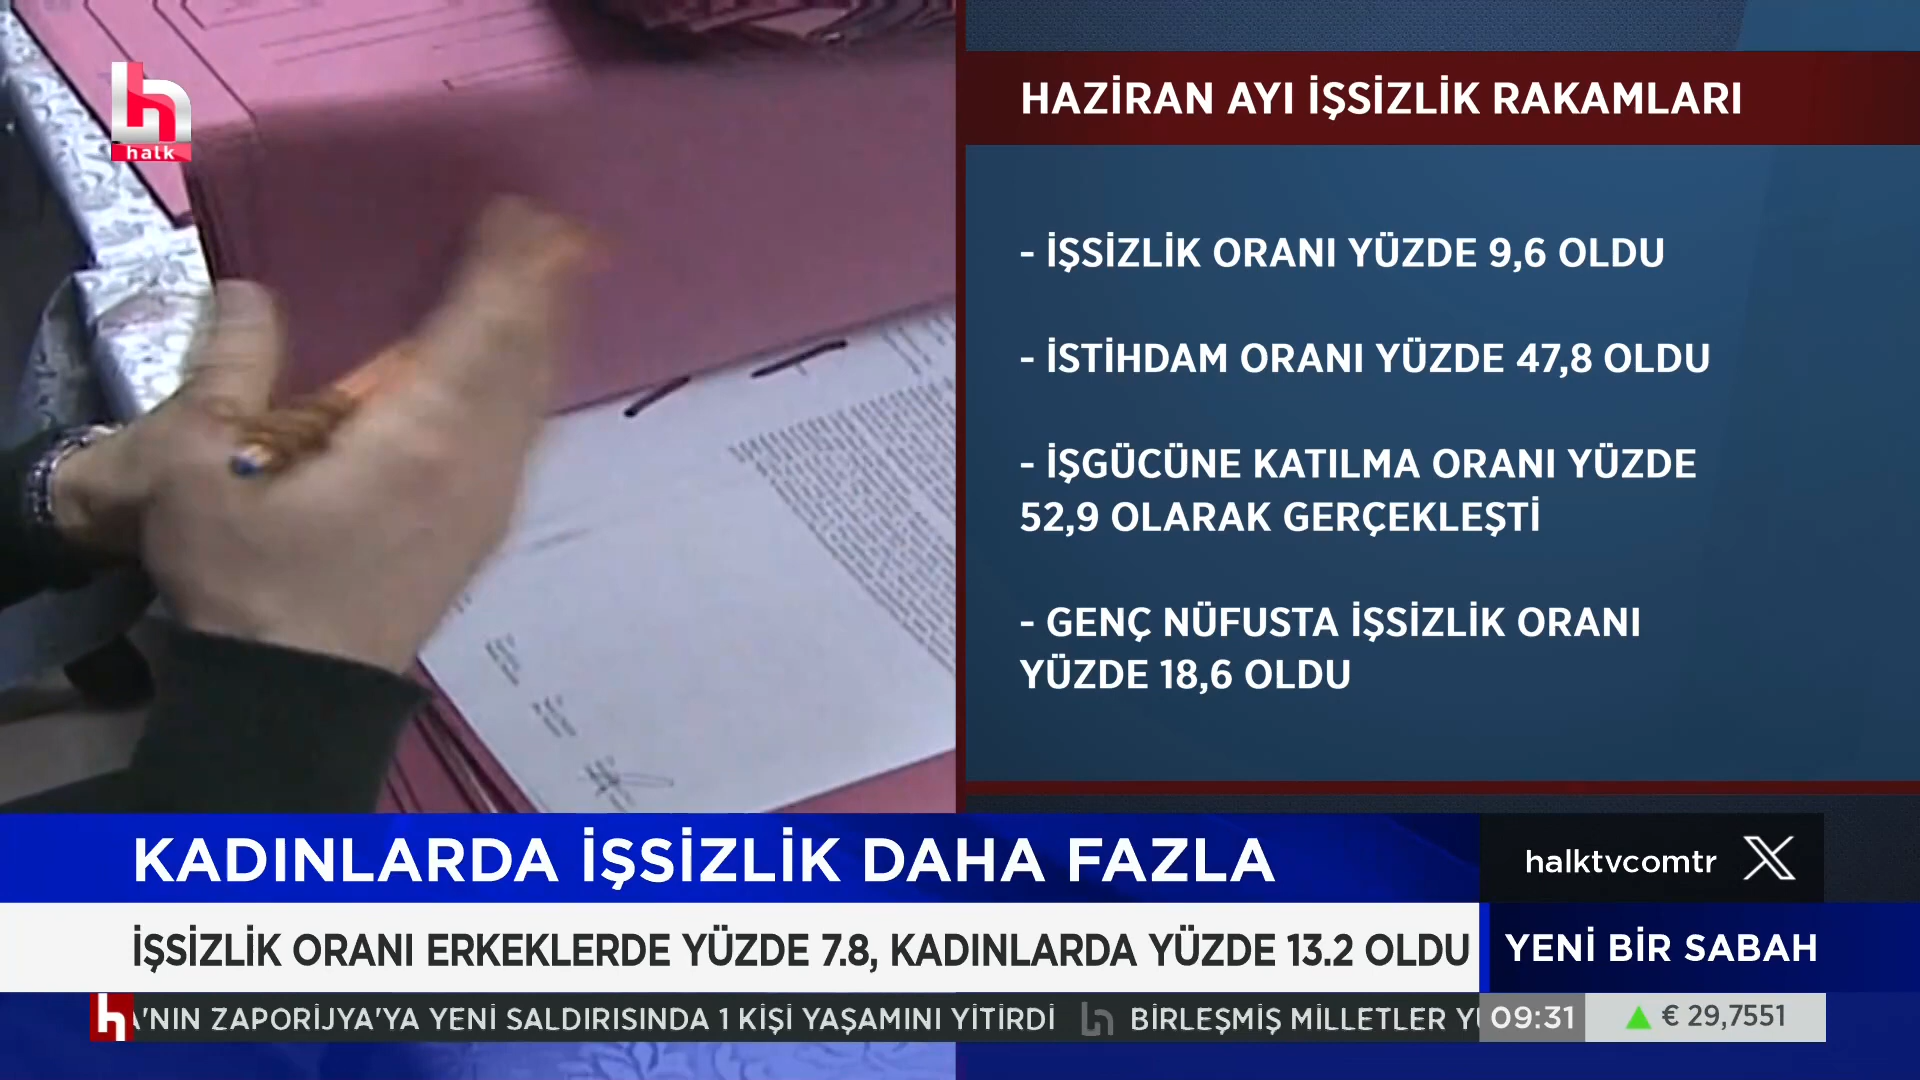 halk
HAZİRAN AYI İŞSİZLİK RAKAMLARI
- İŞSİZLİK ORANI YÜZDE 9,6 OLDU
- İSTİHDAM ORANI YÜZDE 47,8 OLDU
- İŞGÜCÜNE KATILMA ORANI YÜZDE
52,9 OLARAK GERÇEKLEŞTİ
- GENÇ NÜFUSTA İŞSİZLİK ORANI
YÜZDE 18,6 OLDU
KADINLARDA İŞSİZLİK DAHA FAZLA
halktvcomtr
İŞSİZLİK ORANI ERKEKLERDE YÜZDE 7.8, KADINLARDA YÜZDE 13.2 OLDU
YENİ BİR SABAH
'NIN ZAPORİJYA'YA YENİ SALDIRISINDA 1 KİŞİ YAŞAMINI YİTİRDİ BİRLEŞMİŞ MİLLETLER
09:31
€ 29,7551